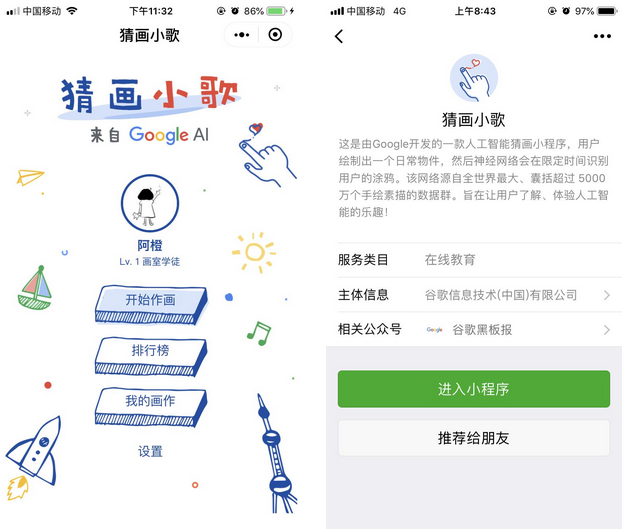 中国移动
下午11:32
86%
猜画小歌
猜画小歌
来自 Google AI
阿橙
Lv. 1 画室学徒
开始作画
排行榜
我的画作
设置
中国移动 4G
上午8:43
97%
猜画小歌
这是由Google开发的一款人工智能猜画小程序，用户
绘制出一个日常物件，然后神经网络会在限定时间识别
用户的涂鸦。该网络源自全世界最大、囊括超过 5000
万个手绘素描的数据群。旨在让用户了解、体验人工智
能的乐趣！
服务类目 在线教育
主体信息 谷歌信息技术(中国)有限公司
相关公众号 Google 谷歌黑板报
进入小程序
推荐给朋友